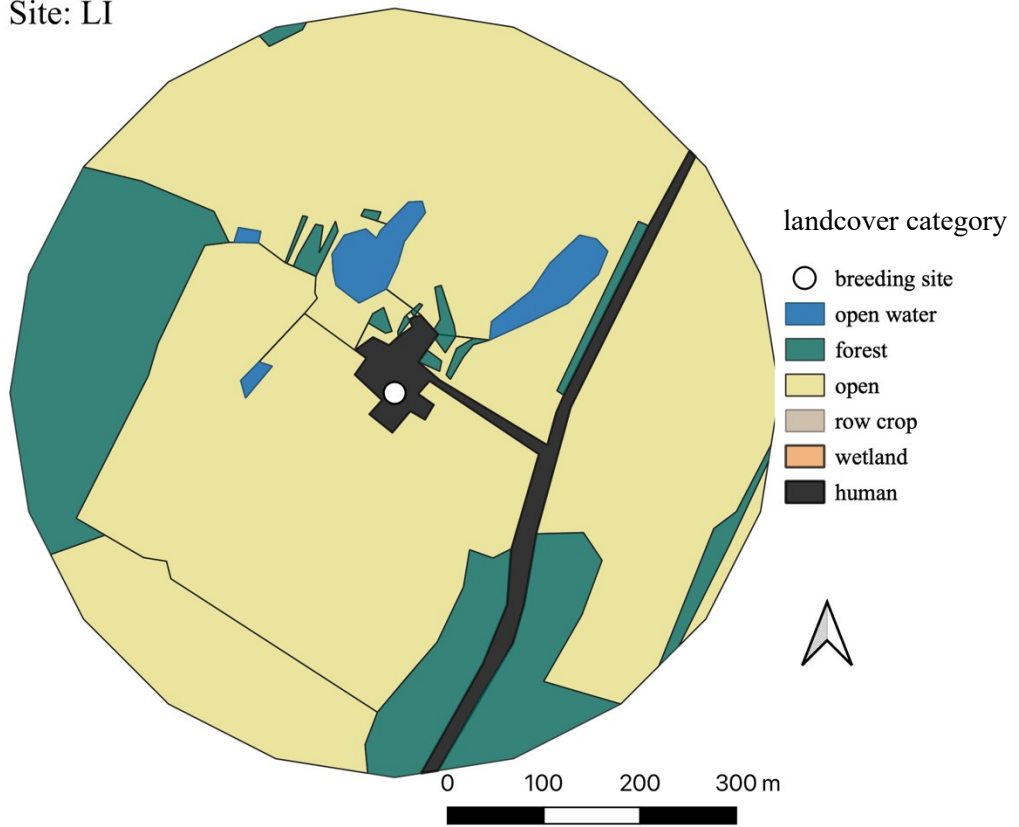 Site: LI
landcover category
breeding site
open water
forest
open
row crop
wetland
human
0 100 200 300 m